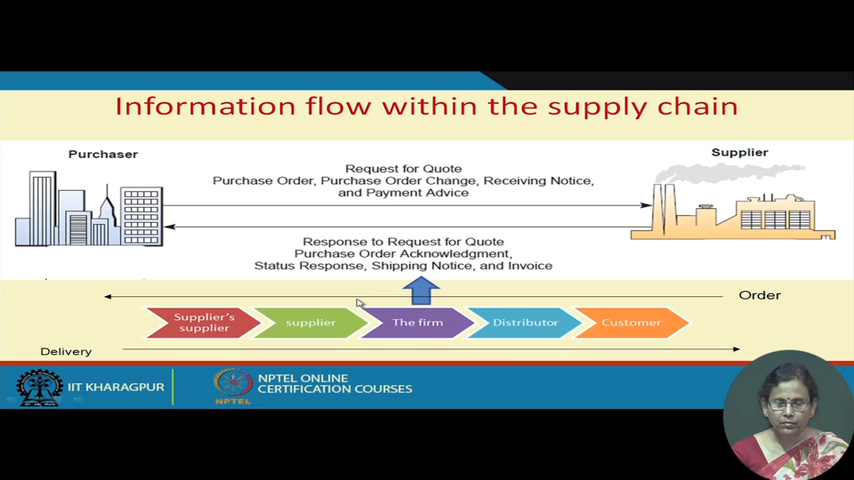 Information flow within the supply chain
Purchaser
Supplier
Request for Quote
Purchase Order, Purchase Order Change, Receiving Notice,
and Payment Advice
Response to Request for Quote
Purchase Order Acknowledgment,
Status Response, Shipping Notice, and Invoice
Order
Supplier's
supplier
supplier
The firm
Distributor
Customer
Delivery
IIT KHARAGPUR
NPTEL
NPTEL ONLINE
CERTIFICATION COURSES